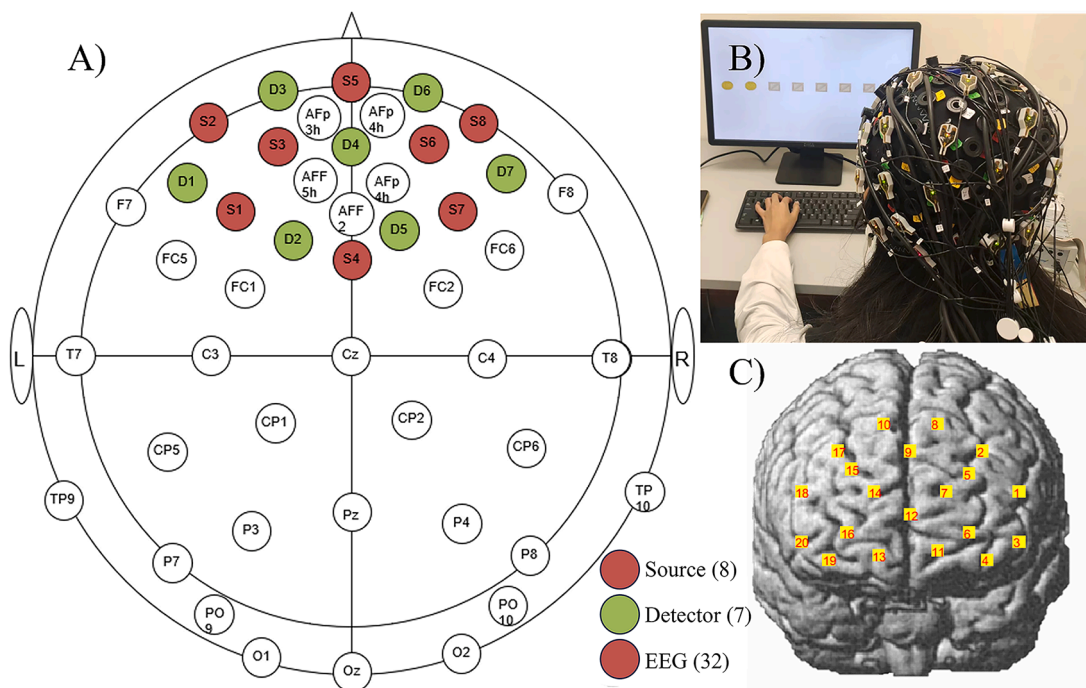 A)
S5
D3
D6
AFp
3h
AFp
4h
S2
S8
S3
D4
S6
AFF
5h
AFp
4h
D1
D7
F7
S1
AFF
2
S7
F8
D2
D5
FC5
S4
FC6
FC1
FC2
L
T7
C3
Cz
C4
T8
R
CP1
CP2
CP5
CP6
TP9
TP
10
Pz
P3
P4
P7
P8
PO
9
PO
10
O1
Oz
O2
Source (8)
Detector (7)
EEG (32)
B)
C)
10
8
17
9
2
15
5
18
14
7
1
12
16
6
20
3
19
13
11
4